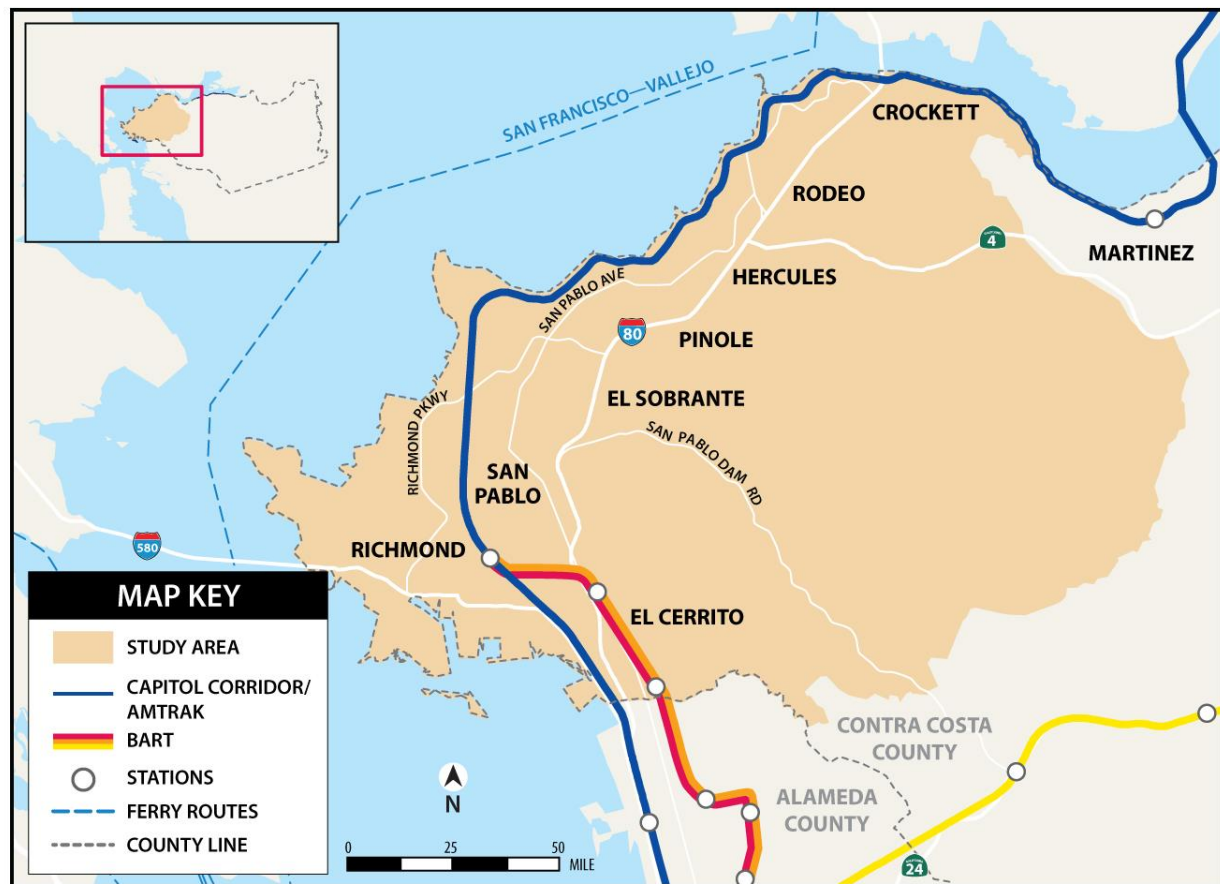 SAN FRANCISCO—VALLEJO
CROCKETT
RODEO
4
MARTINEZ
HERCULES
SAN PABLO AVE
80
PINOLE
EL SOBRANTE
RICHMOND PKWY
SAN PABLO DAM RD
SAN
PABLO
580
RICHMOND
EL CERRITO
CONTRA COSTA
COUNTY
ALAMEDA
COUNTY
24
MAP KEY
STUDY AREA
CAPITOL CORRIDOR/
AMTRAK
BART
STATIONS
FERRY ROUTES
COUNTY LINE
N
0 25 50
MILE